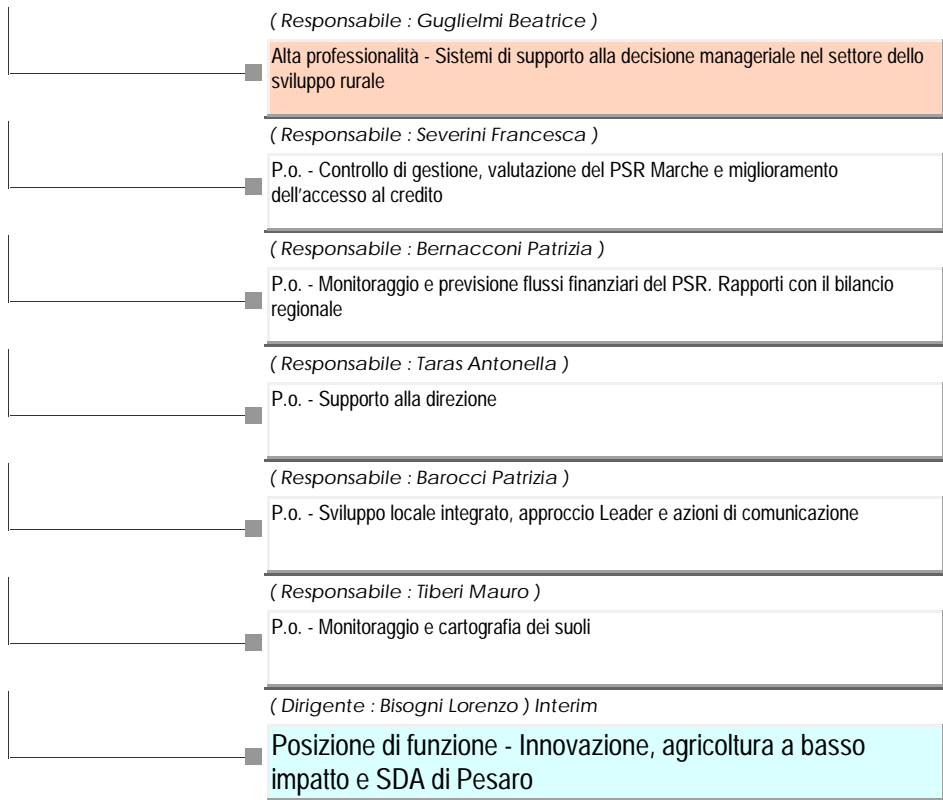 ( Responsabile : Guglielmi Beatrice )
Alta professionalità - Sistemi di supporto alla decisione manageriale nel settore dello
sviluppo rurale
( Responsabile : Severini Francesca )
P.o. - Controllo di gestione, valutazione del PSR Marche e miglioramento
dell'accesso al credito
( Responsabile : Bernacconi Patrizia )
P.o. - Monitoraggio e previsione flussi finanziari del PSR. Rapporti con il bilancio
regionale
( Responsabile : Taras Antonella )
P.o. - Supporto alla direzione
( Responsabile : Barocci Patrizia )
P.o. - Sviluppo locale integrato, approccio Leader e azioni di comunicazione
( Responsabile : Tiberi Mauro )
P.o. - Monitoraggio e cartografia dei suoli
( Dirigente : Bisogni Lorenzo ) Interim
Posizione di funzione - Innovazione, agricoltura a basso
impatto e SDA di Pesaro